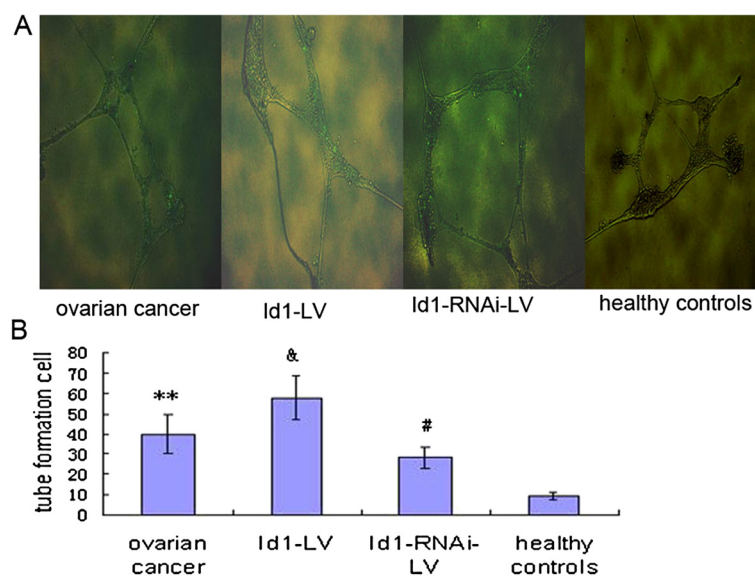 A
ovarian cancer Id1-LV Id1-RNAi-LV healthy controls
B
tube formation cell
80
70
60
50
40
30
20
10
0
**
&
#
ovarian cancer
Id1-LV
Id1-RNAi-LV
healthy controls